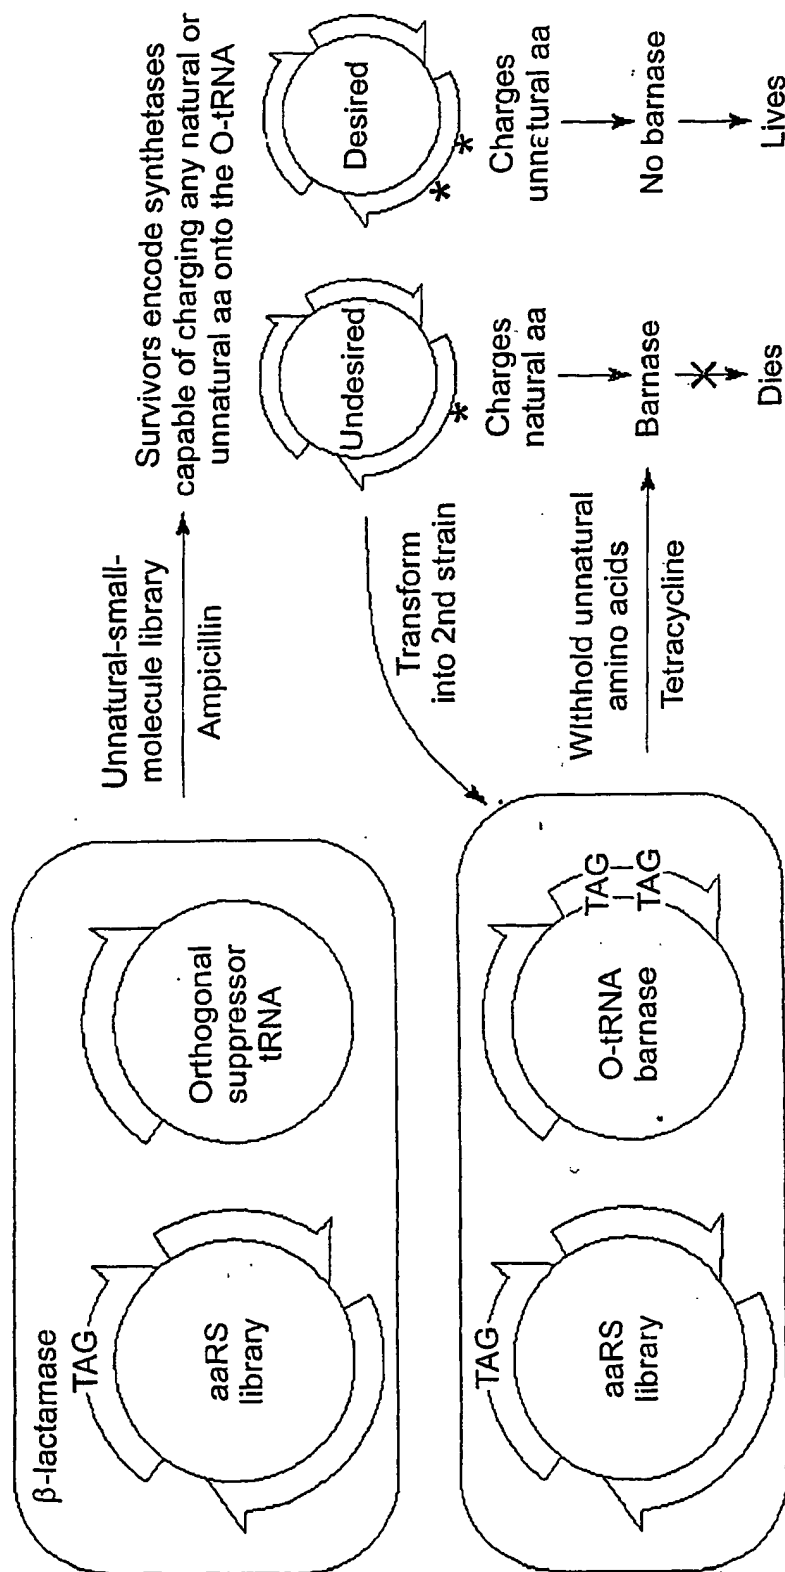 β-lactamase
TAG
aaRS
library
Orthogonal
suppressor
tRNA
Unnatural-small-
molecule library
Ampicillin
Survivors encode synthetases
capable of charging any natural or
unnatural aa onto the O-tRNA
Undesired
*
Desired
* *
Transform
into 2nd strain
TAG
aaRS
library
O-tRNA
barnase
TAG
TAG
Withhold unnatural
amino acids
Tetracycline
Charges
natural aa
Barnase
Dies
Charges
unnatural aa
No barnase
Lives